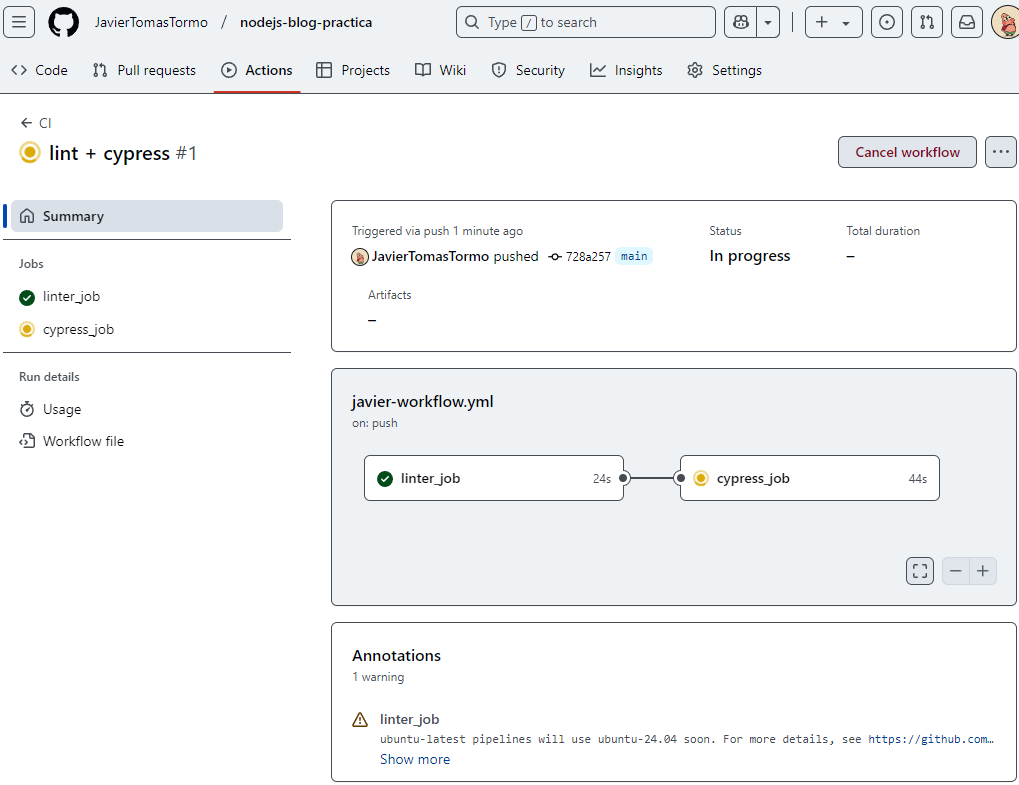 JavierTomasTormo / nodejs-blog-practica
Type / to search
Code Pull requests Actions Projects Wiki Security Insights Settings
CI
lint + cypress #1
Cancel workflow
Summary
Jobs
linter_job
cypress_job
Run details
Usage
Workflow file
Triggered via push 1 minute ago
JavierTomasTormo pushed 728a257 main
Status
In progress
Total duration
–
Artifacts
–
javier-workflow.yml
on: push
linter_job 24s
cypress_job 44s
Annotations
1 warning
linter_job
ubuntu-latest pipelines will use ubuntu-24.04 soon. For more details, see https://github.com…
Show more